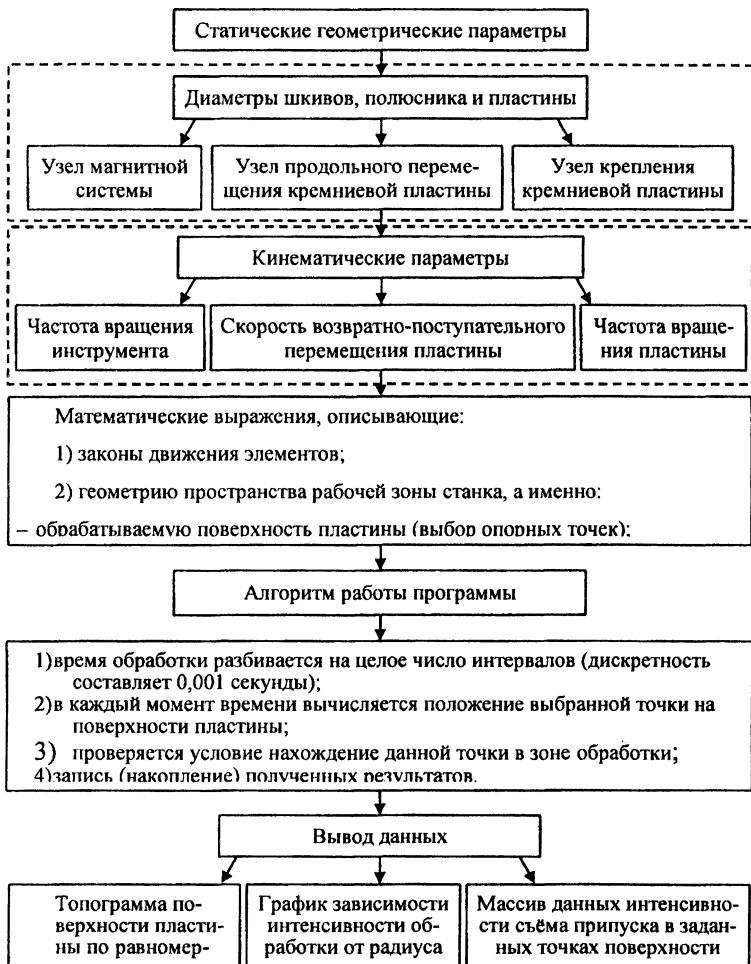 Статические геометрические параметры
Диаметры шкивов, полюсника и пластины
Узел магнитной
системы
Узел продольного переме-
щения кремниевой пластины
Узел крепления
кремниевой пластины
Кинематические параметры
Частота вращения
инструмента
Скорость возвратно-поступательного
перемещения пластины
Частота враще-
ния пластины
Математические выражения, описывающие:
1) законы движения элементов;
2) геометрию пространства рабочей зоны станка, а именно:
– обрабатываемую поверхность пластины (выбор опорных точек);
Алгоритм работы программы
1)время обработки разбивается на целое число интервалов (дискретность
составляет 0,001 секунды);
2)в каждый момент времени вычисляется положение выбранной точки на
поверхности пластины;
3) проверяется условие нахождение данной точки в зоне обработки;
4)запись (накопление) полученных результатов.
Вывод данных
Топограмма по-
верхности пласти-
ны по равномер-
График зависимости
интенсивности об-
работки от радиуса
Массив данных интенсивно-
сти съёма припуска в задан-
ных точках поверхности